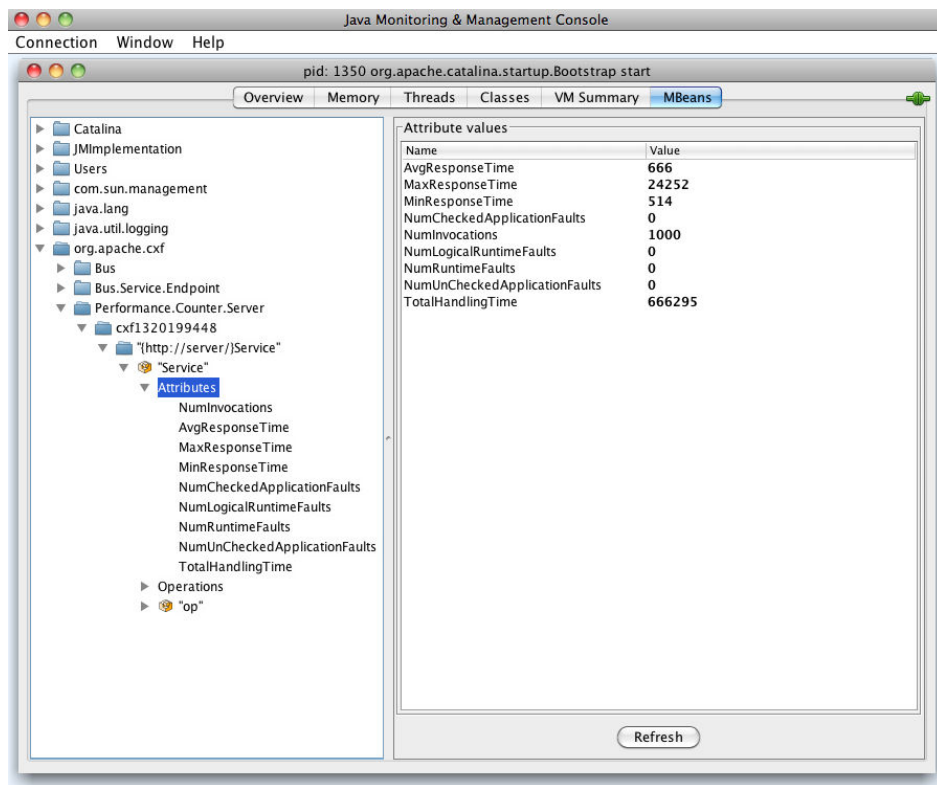 Java Monitoring & Management Console
Connection Window Help
pid: 1350 org.apache.catalina.startup.Bootstrap start
Overview Memory Threads Classes VM Summary MBeans
Catalina
JMImplementation
Users
com.sun.management
java.lang
java.util.logging
org.apache.cxf
Bus
Bus.Service.Endpoint
Performance.Counter.Server
cxf1320199448
"{http://server/}Service"
"Service"
Attributes
NumInvocations
AvgResponseTime
MaxResponseTime
MinResponseTime
NumCheckedApplicationFaults
NumLogicalRuntimeFaults
NumRuntimeFaults
NumUnCheckedApplicationFaults
TotalHandlingTime
Operations
"op"
Attribute values
Name Value
AvgResponseTime 666
MaxResponseTime 24252
MinResponseTime 514
NumCheckedApplicationFaults 0
NumInvocations 1000
NumLogicalRuntimeFaults 0
NumRuntimeFaults 0
NumUnCheckedApplicationFaults 0
TotalHandlingTime 666295
Refresh